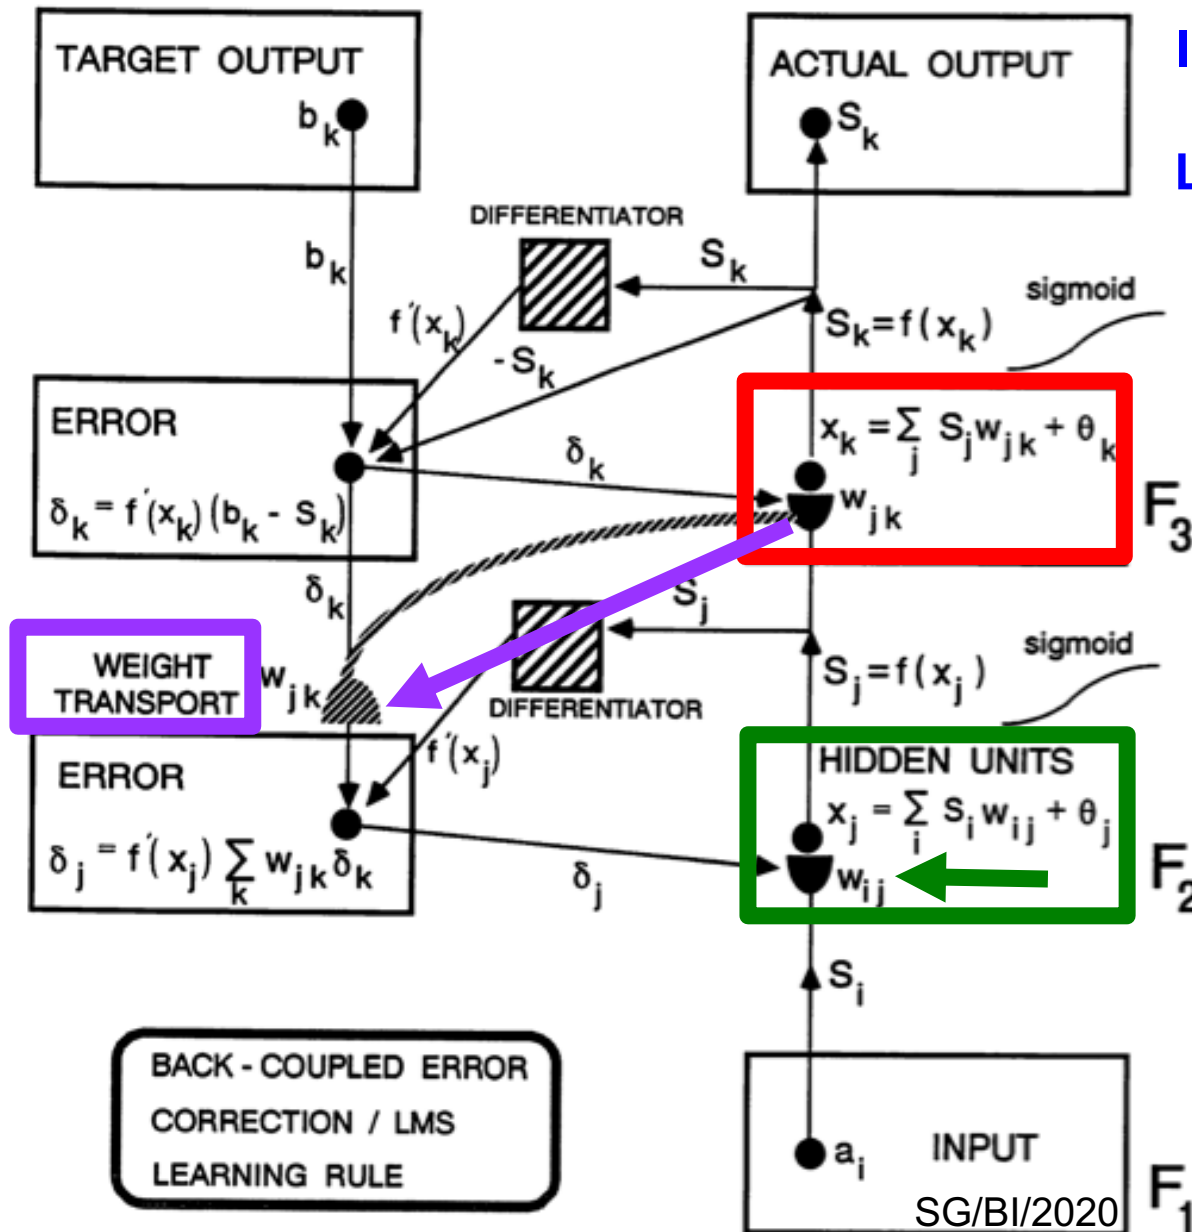 TARGET OUTPUT
b_k
ACTUAL OUTPUT
S_k
I
L
DIFFERENTIATOR
b_k
S_k
f'(x_k)
-S_k
S_k=f(x_k)
sigmoid
ERROR
δ_k = f'(x_k)(b_k - S_k)
δ_k
x_k = Σ_j S_j w_jk + θ_k
w_jk
F_3
δ_k
WEIGHT
TRANSPORT
w_jk
S_j
DIFFERENTIATOR
f'(x_j)
S_j=f(x_j)
sigmoid
ERROR
δ_j = f'(x_j) Σ_k w_jk δ_k
δ_j
HIDDEN UNITS
x_j = Σ_i S_i w_ij + θ_j
w_ij
F_2
S_i
BACK - COUPLED ERROR
CORRECTION / LMS
LEARNING RULE
a_i
INPUT
SG/BI/2020
F_1